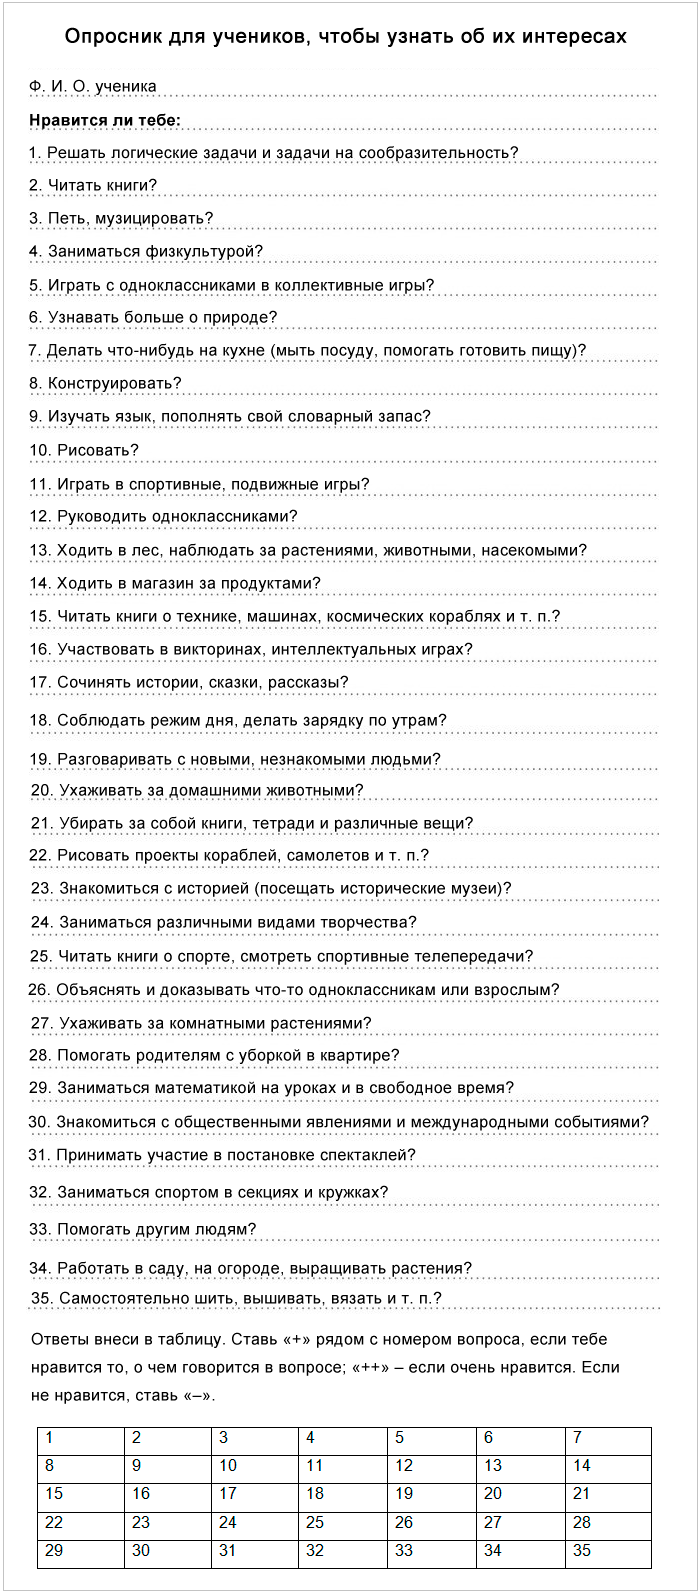 Опросник для учеников, чтобы узнать об их интересах
Ф. И. О. ученика
Нравится ли тебе:
1. Решать логические задачи и задачи на сообразительность?
2. Читать книги?
3. Петь, музицировать?
4. Заниматься физкультурой?
5. Играть с одноклассниками в коллективные игры?
6. Узнавать больше о природе?
7. Делать что-нибудь на кухне (мыть посуду, помогать готовить пищу)?
8. Конструировать?
9. Изучать язык, пополнять свой словарный запас?
10. Рисовать?
11. Играть в спортивные, подвижные игры?
12. Руководить одноклассниками?
13. Ходить в лес, наблюдать за растениями, животными, насекомыми?
14. Ходить в магазин за продуктами?
15. Читать книги о технике, машинах, космических кораблях и т. п.?
16. Участвовать в викторинах, интеллектуальных играх?
17. Сочинять истории, сказки, рассказы?
18. Соблюдать режим дня, делать зарядку по утрам?
19. Разговаривать с новыми, незнакомыми людьми?
20. Ухаживать за домашними животными?
21. Убирать за собой книги, тетради и различные вещи?
22. Рисовать проекты кораблей, самолетов и т. п.?
23. Знакомиться с историей (посещать исторические музеи)?
24. Заниматься различными видами творчества?
25. Читать книги о спорте, смотреть спортивные телепередачи?
26. Объяснять и доказывать что-то одноклассникам или взрослым?
27. Ухаживать за комнатными растениями?
28. Помогать родителям с уборкой в квартире?
29. Заниматься математикой на уроках и в свободное время?
30. Знакомиться с общественными явлениями и международными событиями?
31. Принимать участие в постановке спектаклей?
32. Заниматься спортом в секциях и кружках?
33. Помогать другим людям?
34. Работать в саду, на огороде, выращивать растения?
35. Самостоятельно шить, вышивать, вязать и т. п.?
Ответы внеси в таблицу. Ставь «+» рядом с номером вопроса, если тебе
нравится то, о чем говорится в вопросе; «++» – если очень нравится. Если
не нравится, ставь «–».
1 2 3 4 5 6 7
8 9 10 11 12 13 14
15 16 17 18 19 20 21
22 23 24 25 26 27 28
29 30 31 32 33 34 35